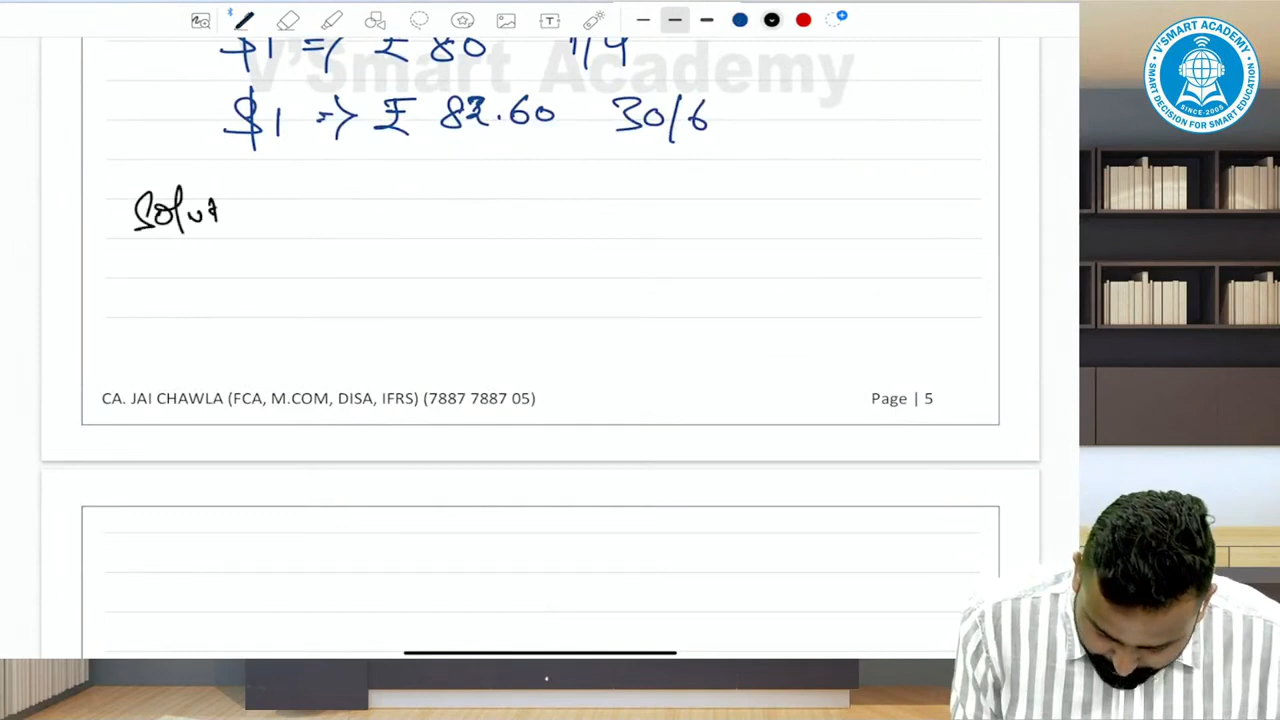 $1 => ₹ 80 1/4
V'Smart Academy
$1 => ₹ 82.60 30/6
Solut
CA. JAI CHAWLA (FCA, M.COM, DISA, IFRS) (7887 7887 05)
Page | 5
V'SMART ACADEMY
SINCE-2005
SMART DECISION FOR SMART EDUCATION